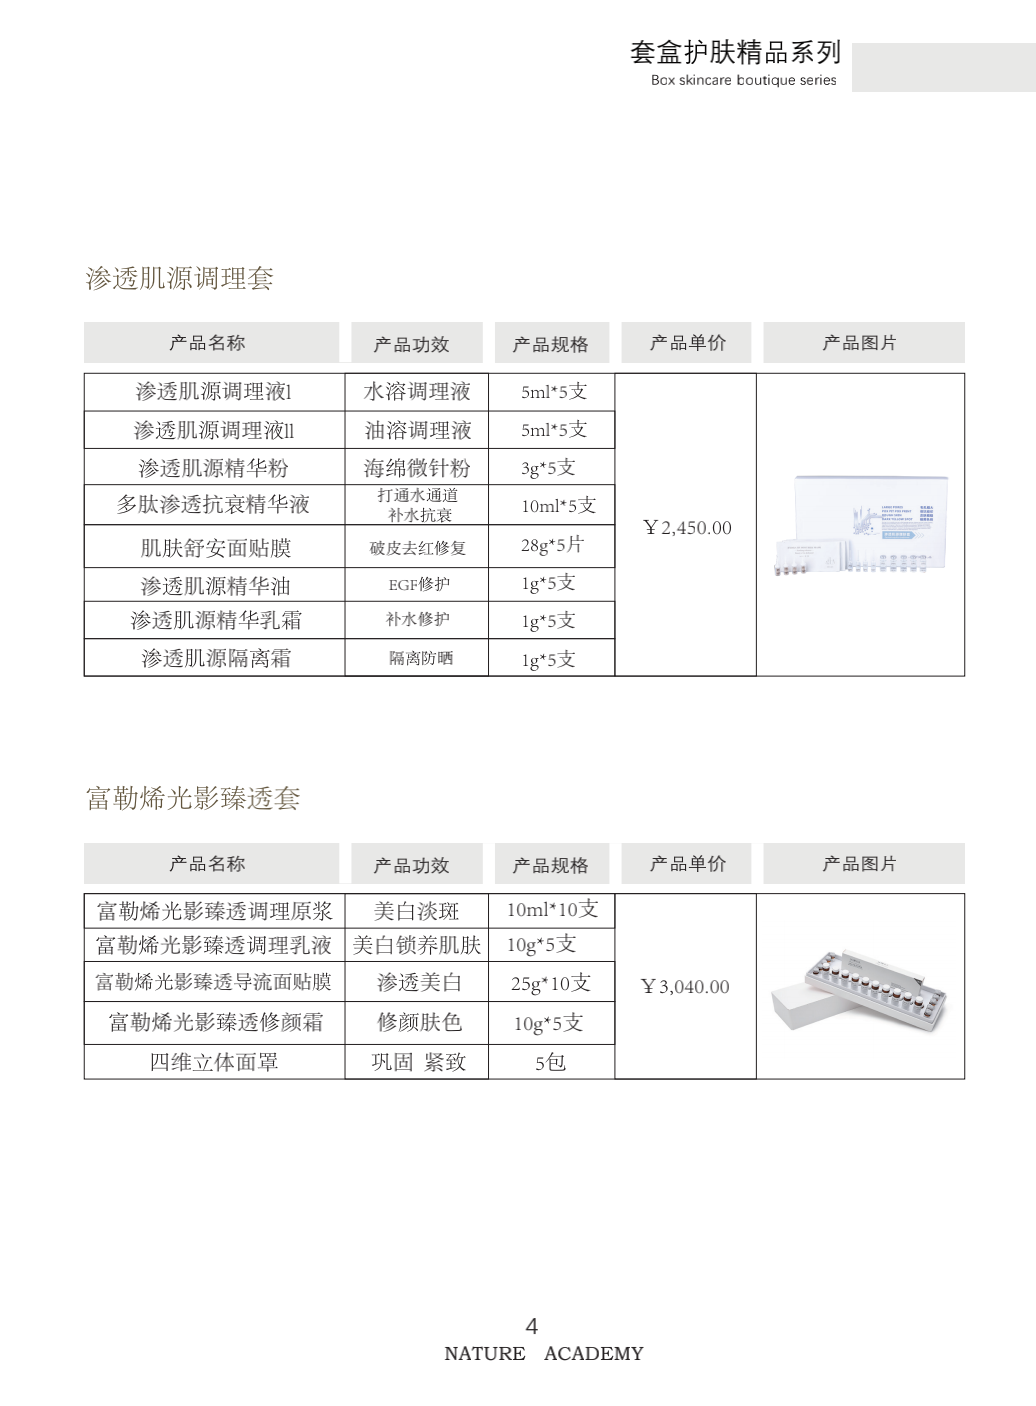 套盒护肤精品系列
Box skincare boutique series
渗透肌源调理套
产品名称 产品功效 产品规格 产品单价 产品图片
渗透肌源调理液l 水溶调理液 5ml*5支
渗透肌源调理液ll 油溶调理液 5ml*5支
渗透肌源精华粉 海绵微针粉 3g*5支
多肽渗透抗衰精华液 打通水通道 10ml*5支
补水抗衰
￥2,450.00
肌肤舒安面贴膜 破皮去红修复 28g*5片
渗透肌源精华油 EGF修护 1g*5支
渗透肌源精华乳霜 补水修护 1g*5支
渗透肌源隔离霜 隔离防晒 1g*5支
富勒烯光影臻透套
产品名称 产品功效 产品规格 产品单价 产品图片
富勒烯光影臻透调理原浆 美白淡斑 10ml*10支
富勒烯光影臻透调理乳液 美白锁养肌肤 10g*5支
富勒烯光影臻透导流面贴膜 渗透美白 25g*10支 ￥3,040.00
富勒烯光影臻透修颜霜 修颜肤色 10g*5支
四维立体面罩 巩固 紧致 5包
4
NATURE ACADEMY